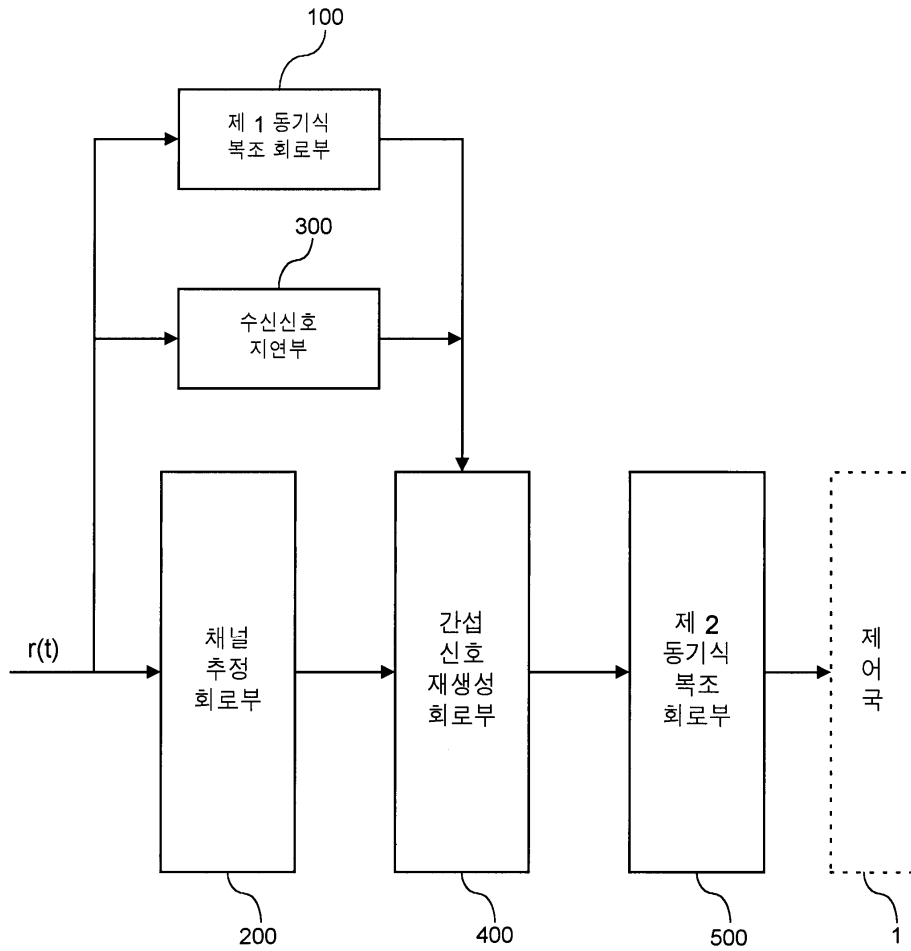 100
제 1 동기식
복조 회로부
300
수신신호
지연부
r(t)
채널
추정
회로부
간섭
신호
재생성
회로부
제 2
동기식
복조
회로부
제
어
국
200
400
500
1